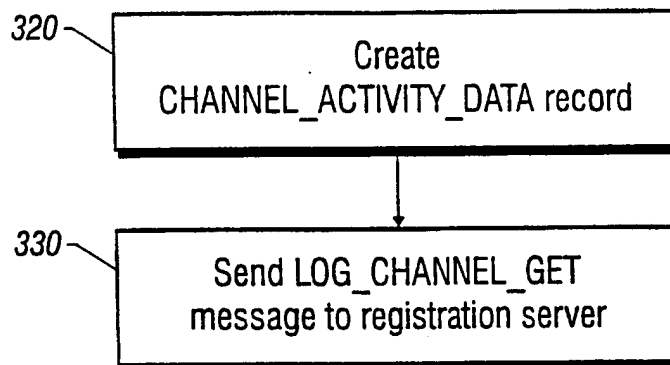 320
Create
CHANNEL_ACTIVITY_DATA record
330
Send LOG_CHANNEL_GET
message to registration server